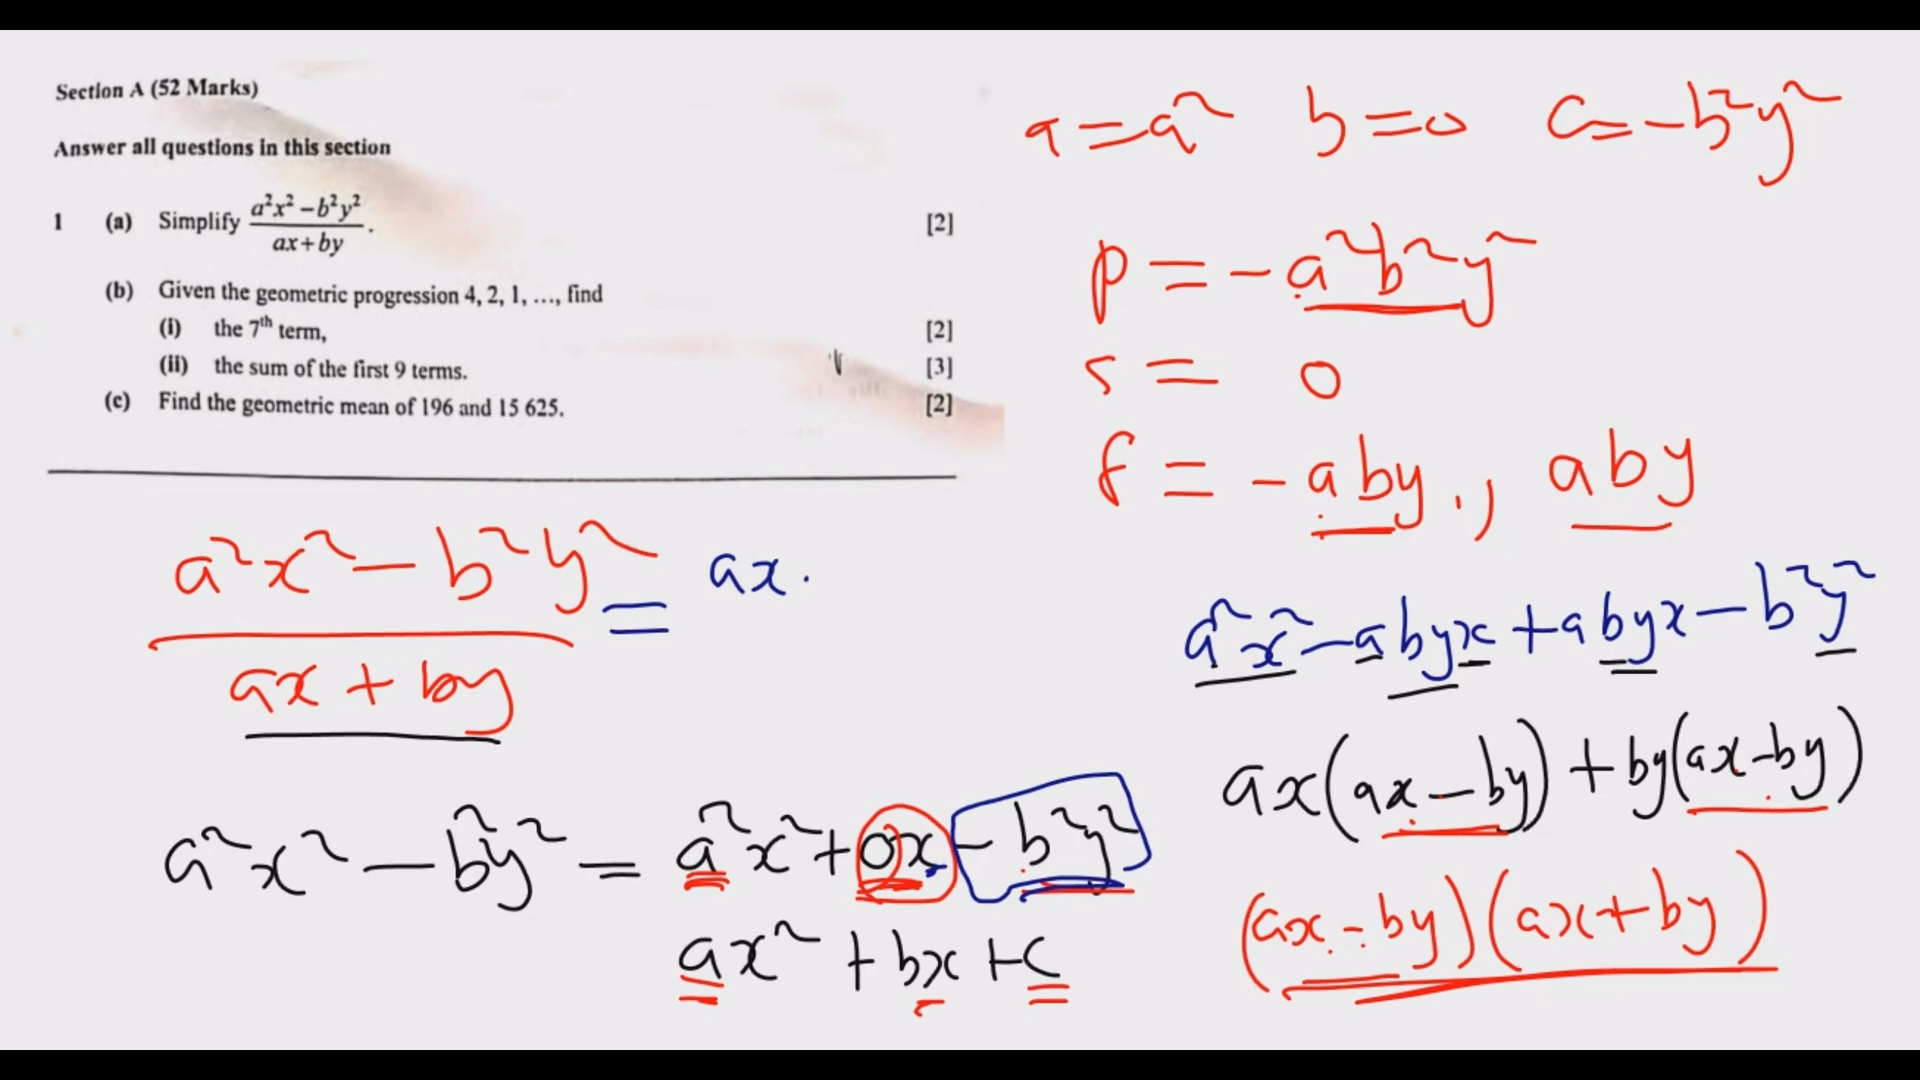 Section A (52 Marks)
Answer all questions in this section
1 (a) Simplify (a²x² − b²y²)/(ax + by). [2]
(b) Given the geometric progression 4, 2, 1, ..., find
(i) the 7th term, [2]
(ii) the sum of the first 9 terms. [3]
(c) Find the geometric mean of 196 and 15 625. [2]
a²x² − b²y² = ax.
ax + by
a²x² − b²y² = a²x² + 0x − b²y²
ax² + bx + c
a = a² b = 0 c = −b²y²
p = −a²b²y²
s = 0
f = −aby, , aby
a²x² − abyx + abyx − b²y²
ax(ax − by) + by(ax − by)
(ax − by)(ax + by)